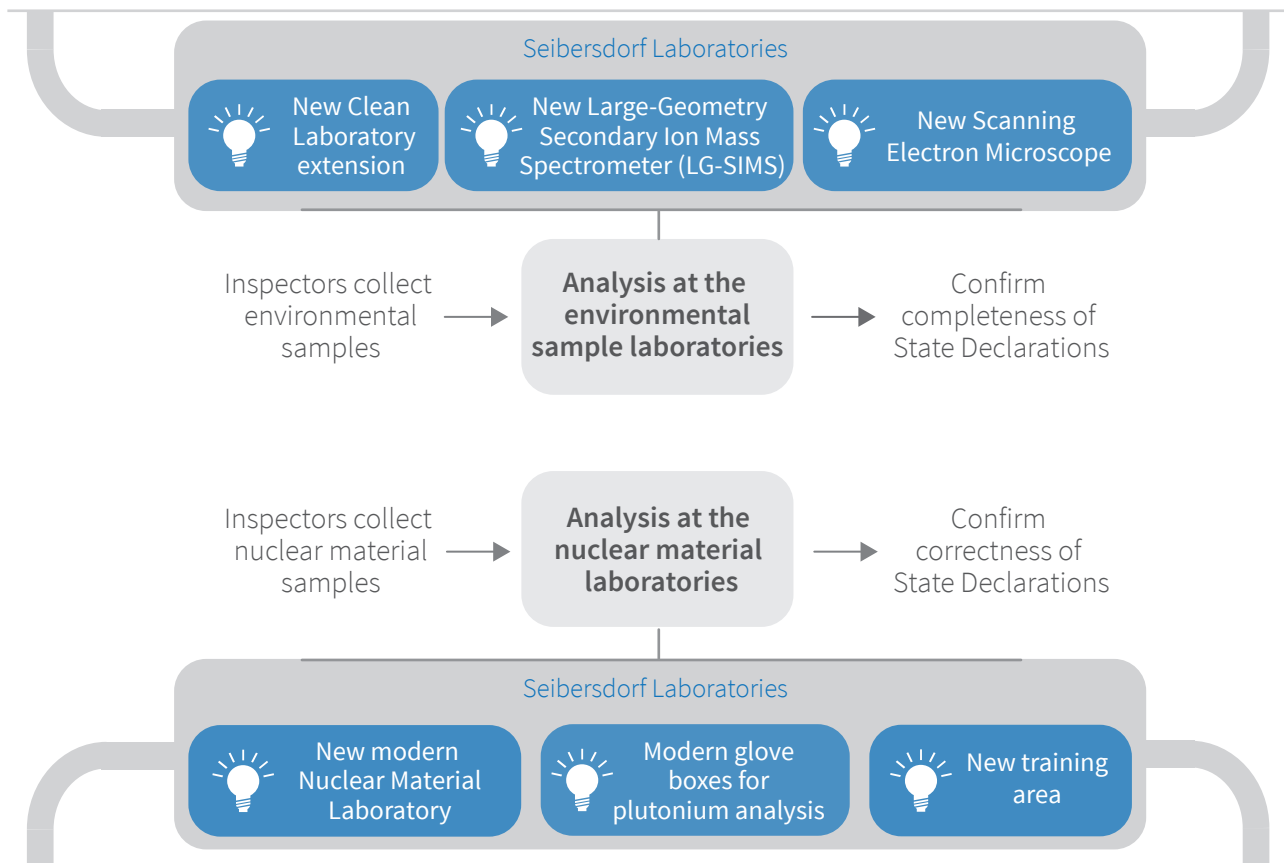 Seibersdorf Laboratories
New Clean
Laboratory
extension
New Large-Geometry
Secondary Ion Mass
Spectrometer (LG-SIMS)
New Scanning
Electron Microscope
Inspectors collect
environmental
samples
Analysis at the
environmental
sample laboratories
Confirm
completeness of
State Declarations
Inspectors collect
nuclear material
samples
Analysis at the
nuclear material
laboratories
Confirm
correctness of
State Declarations
Seibersdorf Laboratories
New modern
Nuclear Material
Laboratory
Modern glove
boxes for
plutonium analysis
New training
area